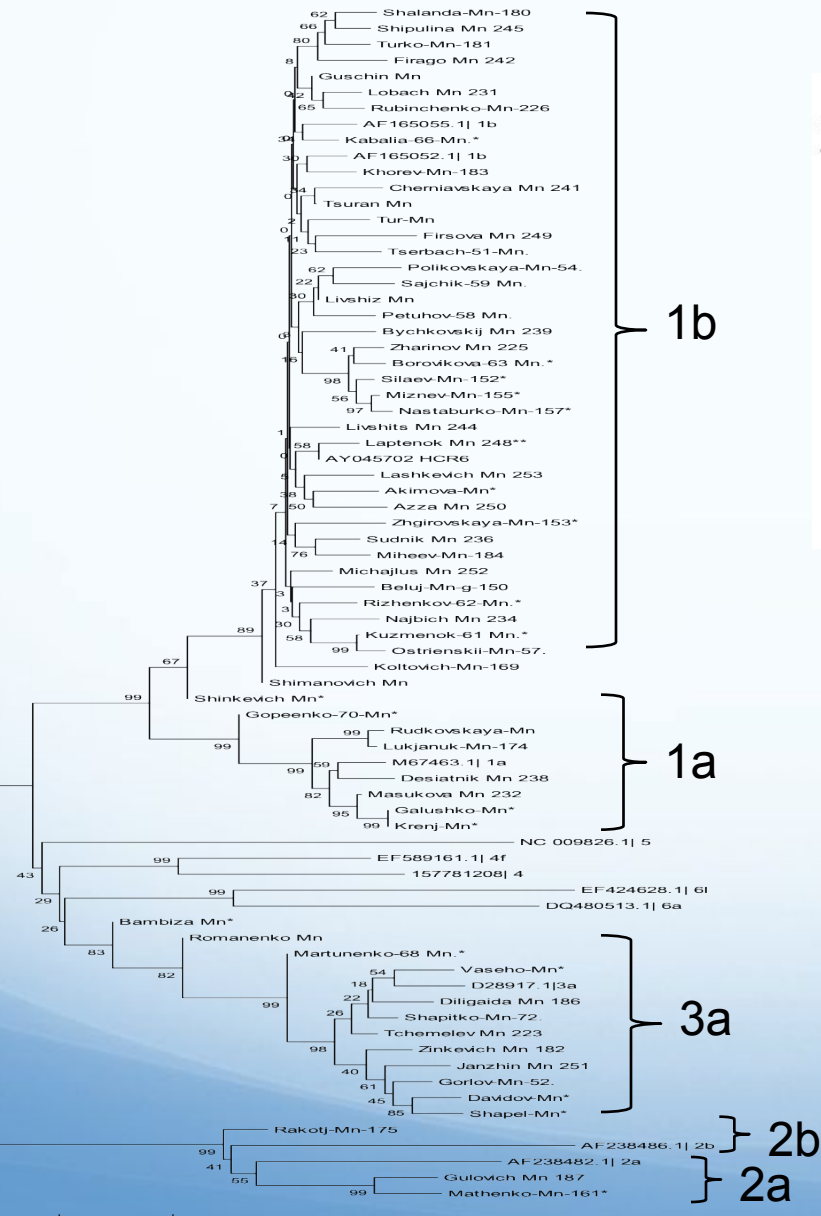 Shalanda-Mn-180
Shipulina Mn 245
Turko-Mn-181
Firago Mn 242
Guschin Mn
Lobach Mn 231
Rubinchenko-Mn-226
AF165055.1| 1b
Kabalia-66-Mn.*
AF165052.1| 1b
Khorev-Mn-183
Cherniavskaya Mn 241
Tsuran Mn
Tur-Mn
Firsova Mn 249
Tserbach-51-Mn.
Polikovskaya-Mn-54.
Sajchik-59 Mn.
Livshiz Mn
Petuhov-58 Mn.
Bychkovskij Mn 239
Zharinov Mn 225
Borovikova-63 Mn.*
Silaev-Mn-152*
Miznev-Mn-155*
Nastaburko-Mn-157*
Livshits Mn 244
Laptenok Mn 248**
AY045702 HCR6
Lashkevich Mn 253
Akimova-Mn*
Azza Mn 250
Zhgirovskaya-Mn-153*
Sudnik Mn 236
Miheev-Mn-184
Michajlus Mn 252
Beluj-Mn-g-150
Rizhenkov-62-Mn.*
Najbich Mn 234
Kuzmenok-61 Mn.*
Ostrienskii-Mn-57.
Koltovich-Mn-169
Shimanovich Mn
Shinkevich Mn*
Gopeenko-70-Mn*
Rudkovskaya-Mn
Lukjanuk-Mn-174
M67463.1| 1a
Desiatnik Mn 238
Masukova Mn 232
Galushko-Mn*
Krenj-Mn*
NC 009826.1| 5
EF589161.1| 4f
157781208| 4
EF424628.1| 6l
DQ480513.1| 6a
Bambiza Mn*
Romanenko Mn
Martunenko-68 Mn.*
Vaseho-Mn*
D28917.1|3a
Diligaida Mn 186
Shapitko-Mn-72.
Tchemelev Mn 223
Zinkevich Mn 182
Janzhin Mn 251
Gorlov-Mn-52.
Davidov-Mn*
Shapel-Mn*
Rakotj-Mn-175
AF238486.1| 2b
AF238482.1| 2a
Gulovich Mn 187
Mathenko-Mn-161*
1b
1a
3a
2b
2a
62
66
80
8
65
30
2
11
23
62
22
30
41
98
56
97
16
1
58
50
7
14
76
37
3
3
30
58
99
89
67
99
99
99
99
59
82
95
99
43
99
29
99
26
83
82
99
54
18
22
26
98
40
61
45
85
99
41
55
99